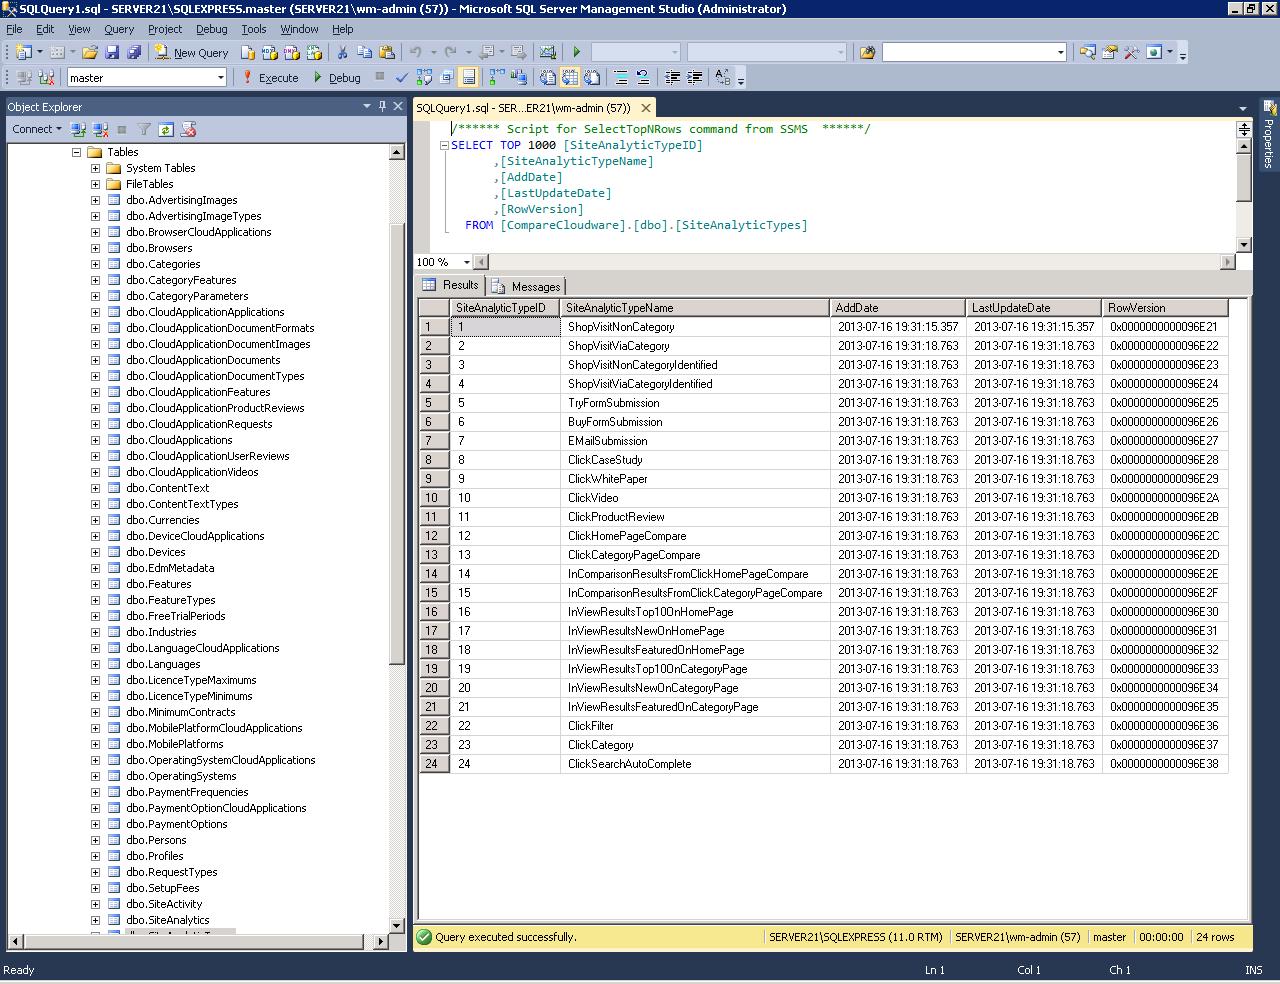 SQLQuery1.sql - SERVER21\SQLEXPRESS.master (SERVER21\wm-admin (57)) - Microsoft SQL Server Management Studio (Administrator)
File Edit View Query Project Debug Tools Window Help
New Query
master Execute Debug
Object Explorer
Connect
Tables
System Tables
FileTables
dbo.AdvertisingImages
dbo.AdvertisingImageTypes
dbo.BrowserCloudApplications
dbo.Browsers
dbo.Categories
dbo.CategoryFeatures
dbo.CategoryParameters
dbo.CloudApplicationApplications
dbo.CloudApplicationDocumentFormats
dbo.CloudApplicationDocumentImages
dbo.CloudApplicationDocuments
dbo.CloudApplicationDocumentTypes
dbo.CloudApplicationFeatures
dbo.CloudApplicationProductReviews
dbo.CloudApplicationRequests
dbo.CloudApplications
dbo.CloudApplicationUserReviews
dbo.CloudApplicationVideos
dbo.ContentText
dbo.ContentTextTypes
dbo.Currencies
dbo.DeviceCloudApplications
dbo.Devices
dbo.EdmMetadata
dbo.Features
dbo.FeatureTypes
dbo.FreeTrialPeriods
dbo.Industries
dbo.LanguageCloudApplications
dbo.Languages
dbo.LicenceTypeMaximums
dbo.LicenceTypeMinimums
dbo.MinimumContracts
dbo.MobilePlatformCloudApplications
dbo.MobilePlatforms
dbo.OperatingSystemCloudApplications
dbo.OperatingSystems
dbo.PaymentFrequencies
dbo.PaymentOptionCloudApplications
dbo.PaymentOptions
dbo.Persons
dbo.Profiles
dbo.RequestTypes
dbo.SetupFees
dbo.SiteActivity
dbo.SiteAnalytics
SQLQuery1.sql - SER...ER21\wm-admin (57))
/****** Script for SelectTopNRows command from SSMS ******/
SELECT TOP 1000 [SiteAnalyticTypeID]
,[SiteAnalyticTypeName]
,[AddDate]
,[LastUpdateDate]
,[RowVersion]
FROM [CompareCloudware].[dbo].[SiteAnalyticTypes]
100 %
Results Messages
SiteAnalyticTypeID SiteAnalyticTypeName AddDate LastUpdateDate RowVersion
1 1 ShopVisitNonCategory 2013-07-16 19:31:15.357 2013-07-16 19:31:15.357 0x0000000000096E21
2 2 ShopVisitViaCategory 2013-07-16 19:31:18.763 2013-07-16 19:31:18.763 0x0000000000096E22
3 3 ShopVisitNonCategoryIdentified 2013-07-16 19:31:18.763 2013-07-16 19:31:18.763 0x0000000000096E23
4 4 ShopVisitViaCategoryIdentified 2013-07-16 19:31:18.763 2013-07-16 19:31:18.763 0x0000000000096E24
5 5 TryFormSubmission 2013-07-16 19:31:18.763 2013-07-16 19:31:18.763 0x0000000000096E25
6 6 BuyFormSubmission 2013-07-16 19:31:18.763 2013-07-16 19:31:18.763 0x0000000000096E26
7 7 EMailSubmission 2013-07-16 19:31:18.763 2013-07-16 19:31:18.763 0x0000000000096E27
8 8 ClickCaseStudy 2013-07-16 19:31:18.763 2013-07-16 19:31:18.763 0x0000000000096E28
9 9 ClickWhitePaper 2013-07-16 19:31:18.763 2013-07-16 19:31:18.763 0x0000000000096E29
10 10 ClickVideo 2013-07-16 19:31:18.763 2013-07-16 19:31:18.763 0x0000000000096E2A
11 11 ClickProductReview 2013-07-16 19:31:18.763 2013-07-16 19:31:18.763 0x0000000000096E2B
12 12 ClickHomePageCompare 2013-07-16 19:31:18.763 2013-07-16 19:31:18.763 0x0000000000096E2C
13 13 ClickCategoryPageCompare 2013-07-16 19:31:18.763 2013-07-16 19:31:18.763 0x0000000000096E2D
14 14 InComparisonResultsFromClickHomePageCompare 2013-07-16 19:31:18.763 2013-07-16 19:31:18.763 0x0000000000096E2E
15 15 InComparisonResultsFromClickCategoryPageCompare 2013-07-16 19:31:18.763 2013-07-16 19:31:18.763 0x0000000000096E2F
16 16 InViewResultsTop10OnHomePage 2013-07-16 19:31:18.763 2013-07-16 19:31:18.763 0x0000000000096E30
17 17 InViewResultsNewOnHomePage 2013-07-16 19:31:18.763 2013-07-16 19:31:18.763 0x0000000000096E31
18 18 InViewResultsFeaturedOnHomePage 2013-07-16 19:31:18.763 2013-07-16 19:31:18.763 0x0000000000096E32
19 19 InViewResultsTop10OnCategoryPage 2013-07-16 19:31:18.763 2013-07-16 19:31:18.763 0x0000000000096E33
20 20 InViewResultsNewOnCategoryPage 2013-07-16 19:31:18.763 2013-07-16 19:31:18.763 0x0000000000096E34
21 21 InViewResultsFeaturedOnCategoryPage 2013-07-16 19:31:18.763 2013-07-16 19:31:18.763 0x0000000000096E35
22 22 ClickFilter 2013-07-16 19:31:18.763 2013-07-16 19:31:18.763 0x0000000000096E36
23 23 ClickCategory 2013-07-16 19:31:18.763 2013-07-16 19:31:18.763 0x0000000000096E37
24 24 ClickSearchAutoComplete 2013-07-16 19:31:18.763 2013-07-16 19:31:18.763 0x0000000000096E38
Query executed successfully. SERVER21\SQLEXPRESS (11.0 RTM) SERVER21\wm-admin (57) master 00:00:00 24 rows
Properties
Ready Ln 1 Col 1 Ch 1 INS